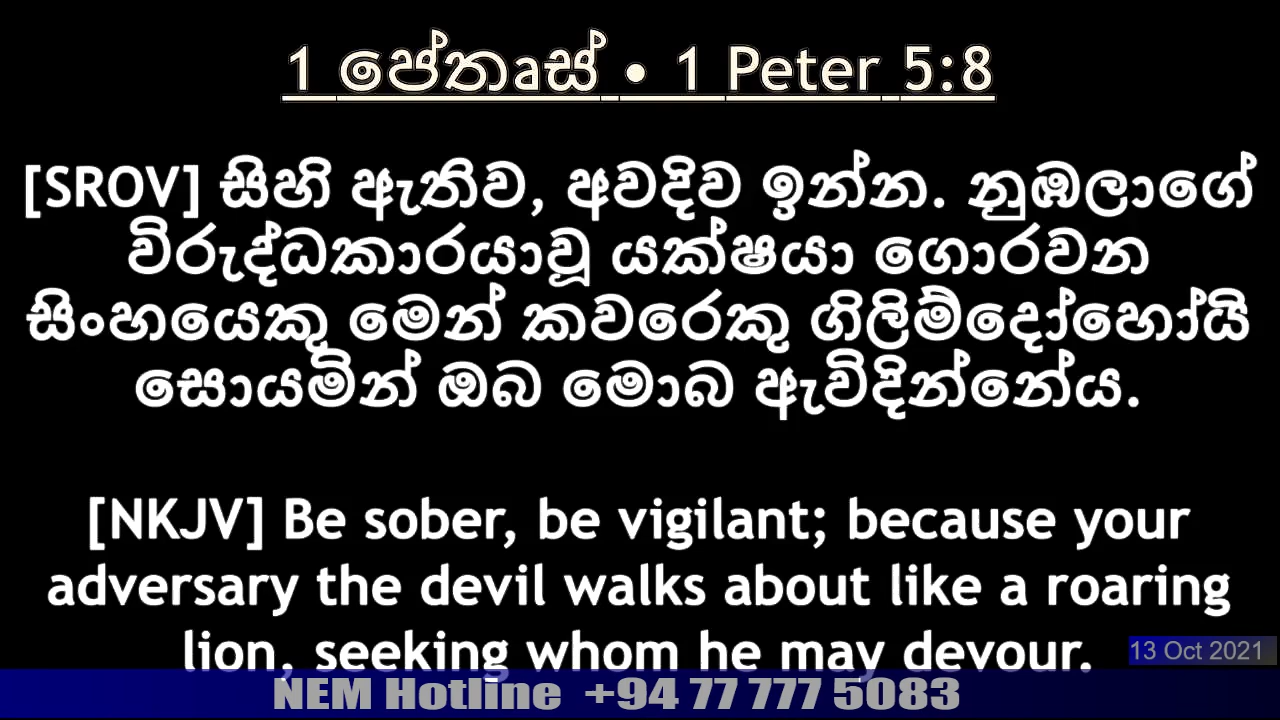 1 පේතෘස් • 1 Peter 5:8
[SROV] සිහි ඇතිව, අවදිව ඉන්න. නුඹලාගේ
විරුද්ධකාරයාවූ යක්ෂයා ගොරවන
සිංහයෙකු මෙන් කවරෙකු ගිලිම්දෝහෝයි
සොයමින් ඔබ මොබ ඇවිදින්නේය.
[NKJV] Be sober, be vigilant; because your
adversary the devil walks about like a roaring
lion, seeking whom he may devour.
13 Oct 2021
NEM Hotline +94 77 777 5083